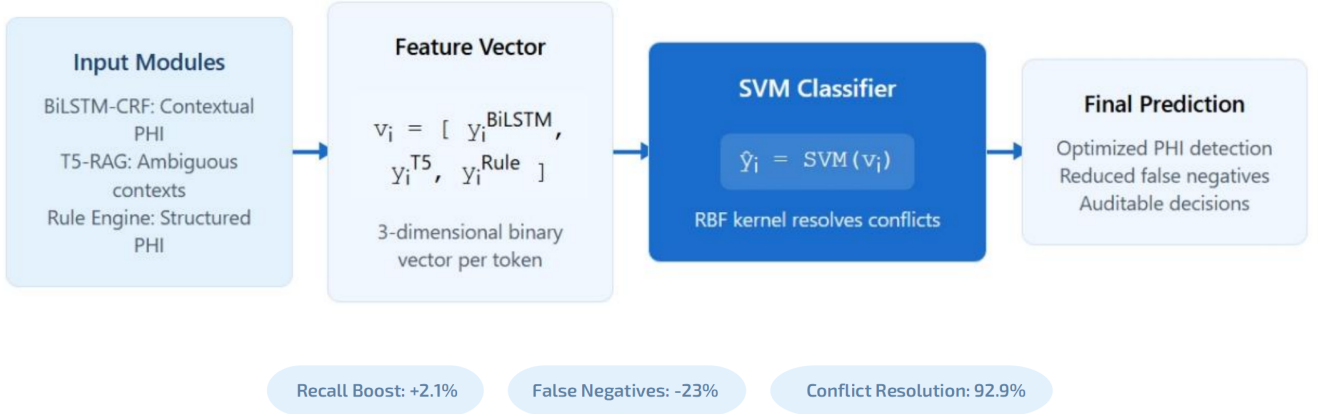 Input Modules
BiLSTM-CRF: Contextual
PHI
T5-RAG: Ambiguous
contexts
Rule Engine: Structured
PHI
Feature Vector
vᵢ = [ yᵢᴮⁱᴸˢᵀᴹ,
yᵢᵀ⁵, yᵢᴿᵘˡᵉ ]
3-dimensional binary
vector per token
SVM Classifier
ŷᵢ = SVM(vᵢ)
RBF kernel resolves conflicts
Final Prediction
Optimized PHI detection
Reduced false negatives
Auditable decisions
Recall Boost: +2.1%
False Negatives: -23%
Conflict Resolution: 92.9%